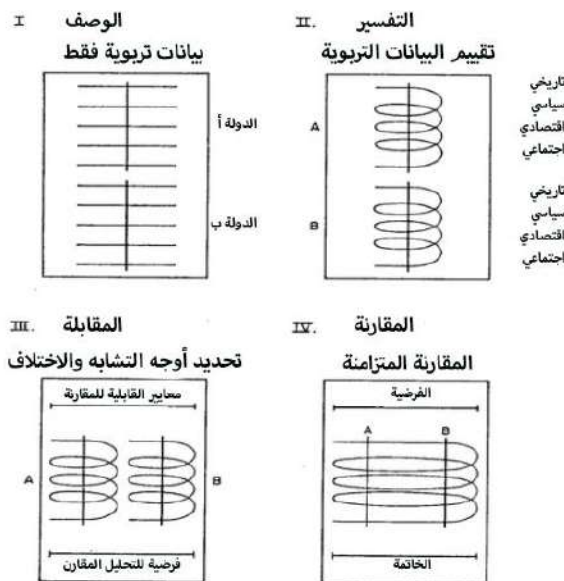 I الوصف
بيانات تربوية فقط
الدولة أ
الدولة ب
II. التفسير
تقييم البيانات التربوية
A
تاريخي
سياسي
اقتصادي
اجتماعي
B
تاريخي
سياسي
اقتصادي
اجتماعي
III. المقابلة
تحديد أوجه التشابه والاختلاف
معايير القابلية للمقارنة
A
B
فرضية للتحليل المقارن
IV. المقارنة
المقارنة المتزامنة
الفرضية
A B
الخاتمة